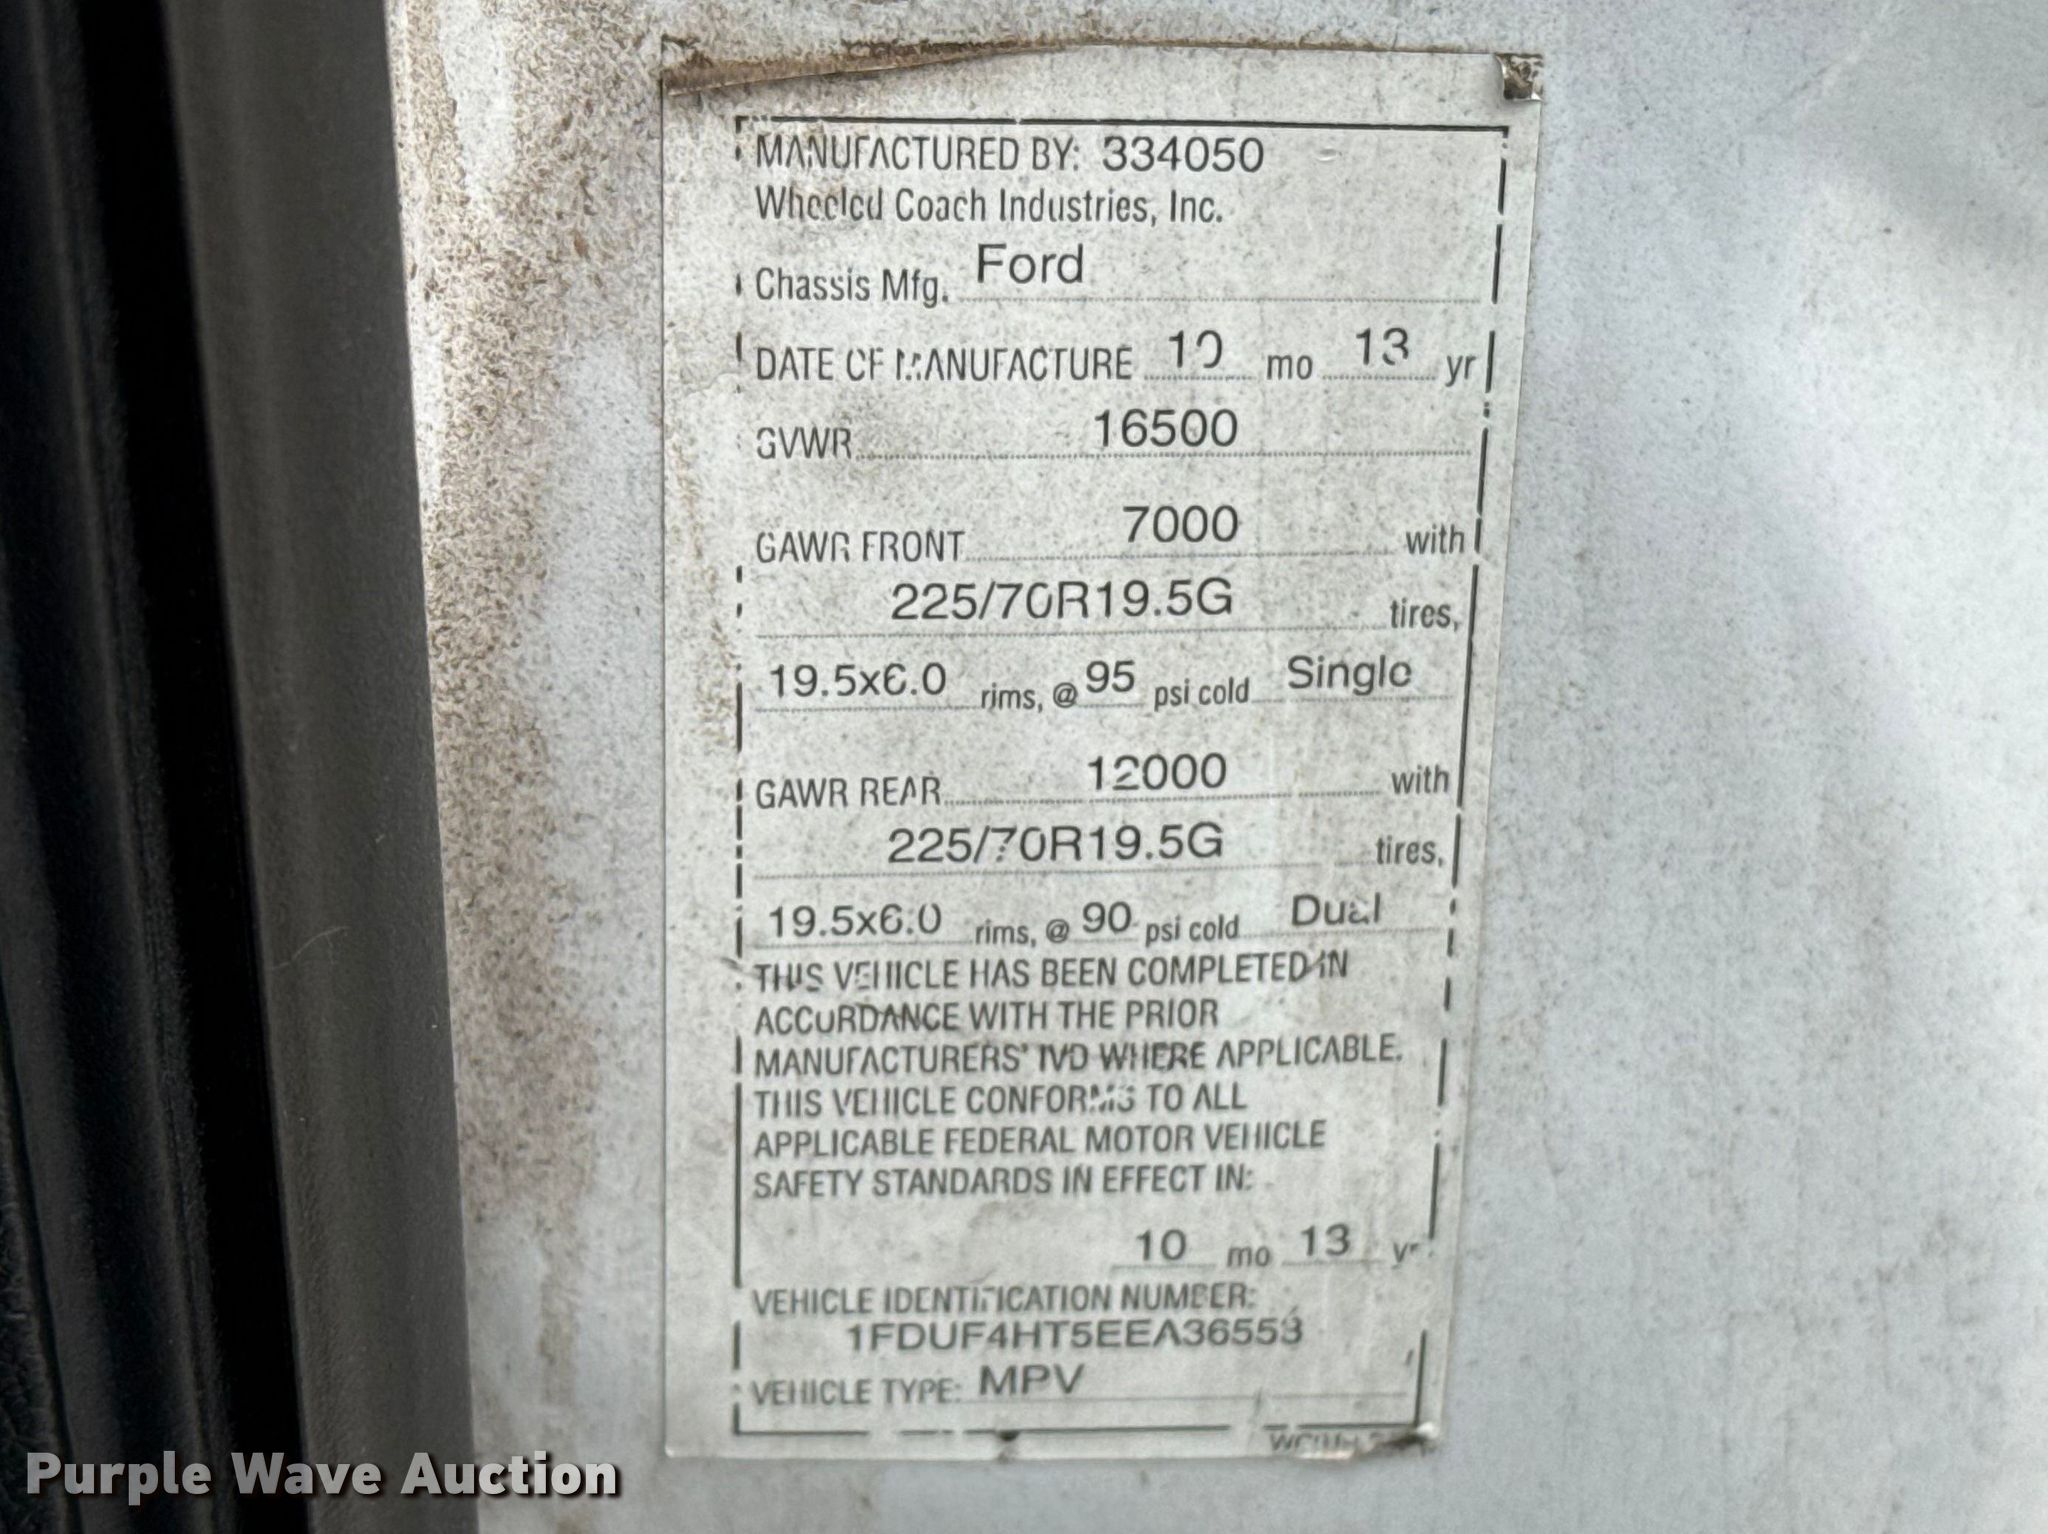 MANUFACTURED BY: 334050
Wheeled Coach Industries, Inc.
Chassis Mfg. Ford
DATE OF MANUFACTURE 10 mo 13 yr
GVWR 16500
GAWR FRONT 7000 with
225/70R19.5G tires,
19.5x6.0 rims, @ 95 psi cold Single
GAWR REAR 12000 with
225/70R19.5G tires,
19.5x6.0 rims, @ 90 psi cold Dual
THIS VEHICLE HAS BEEN COMPLETED IN
ACCORDANCE WITH THE PRIOR
MANUFACTURERS' IVD WHERE APPLICABLE.
THIS VEHICLE CONFORMS TO ALL
APPLICABLE FEDERAL MOTOR VEHICLE
SAFETY STANDARDS IN EFFECT IN:
10 mo 13 yr.
VEHICLE IDENTIFICATION NUMBER:
1FDUF4HT5EEA36553
VEHICLE TYPE: MPV
Purple Wave Auction